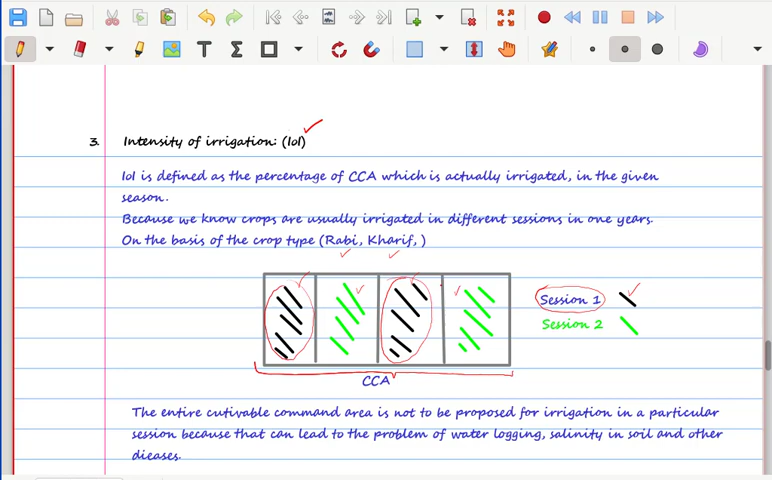 3. Intensity of irrigation: (IoI)
IoI is defined as the percentage of CCA which is actually irrigated, in the given
season.
Because we know crops are usually irrigated in different sessions in one years.
On the basis of the crop type (Rabi, Kharif, )
Session 1
Session 2
CCA
The entire cutivable command area is not to be proposed for irrigation in a particular
session because that can lead to the problem of water logging, salinity in soil and other
dieases.